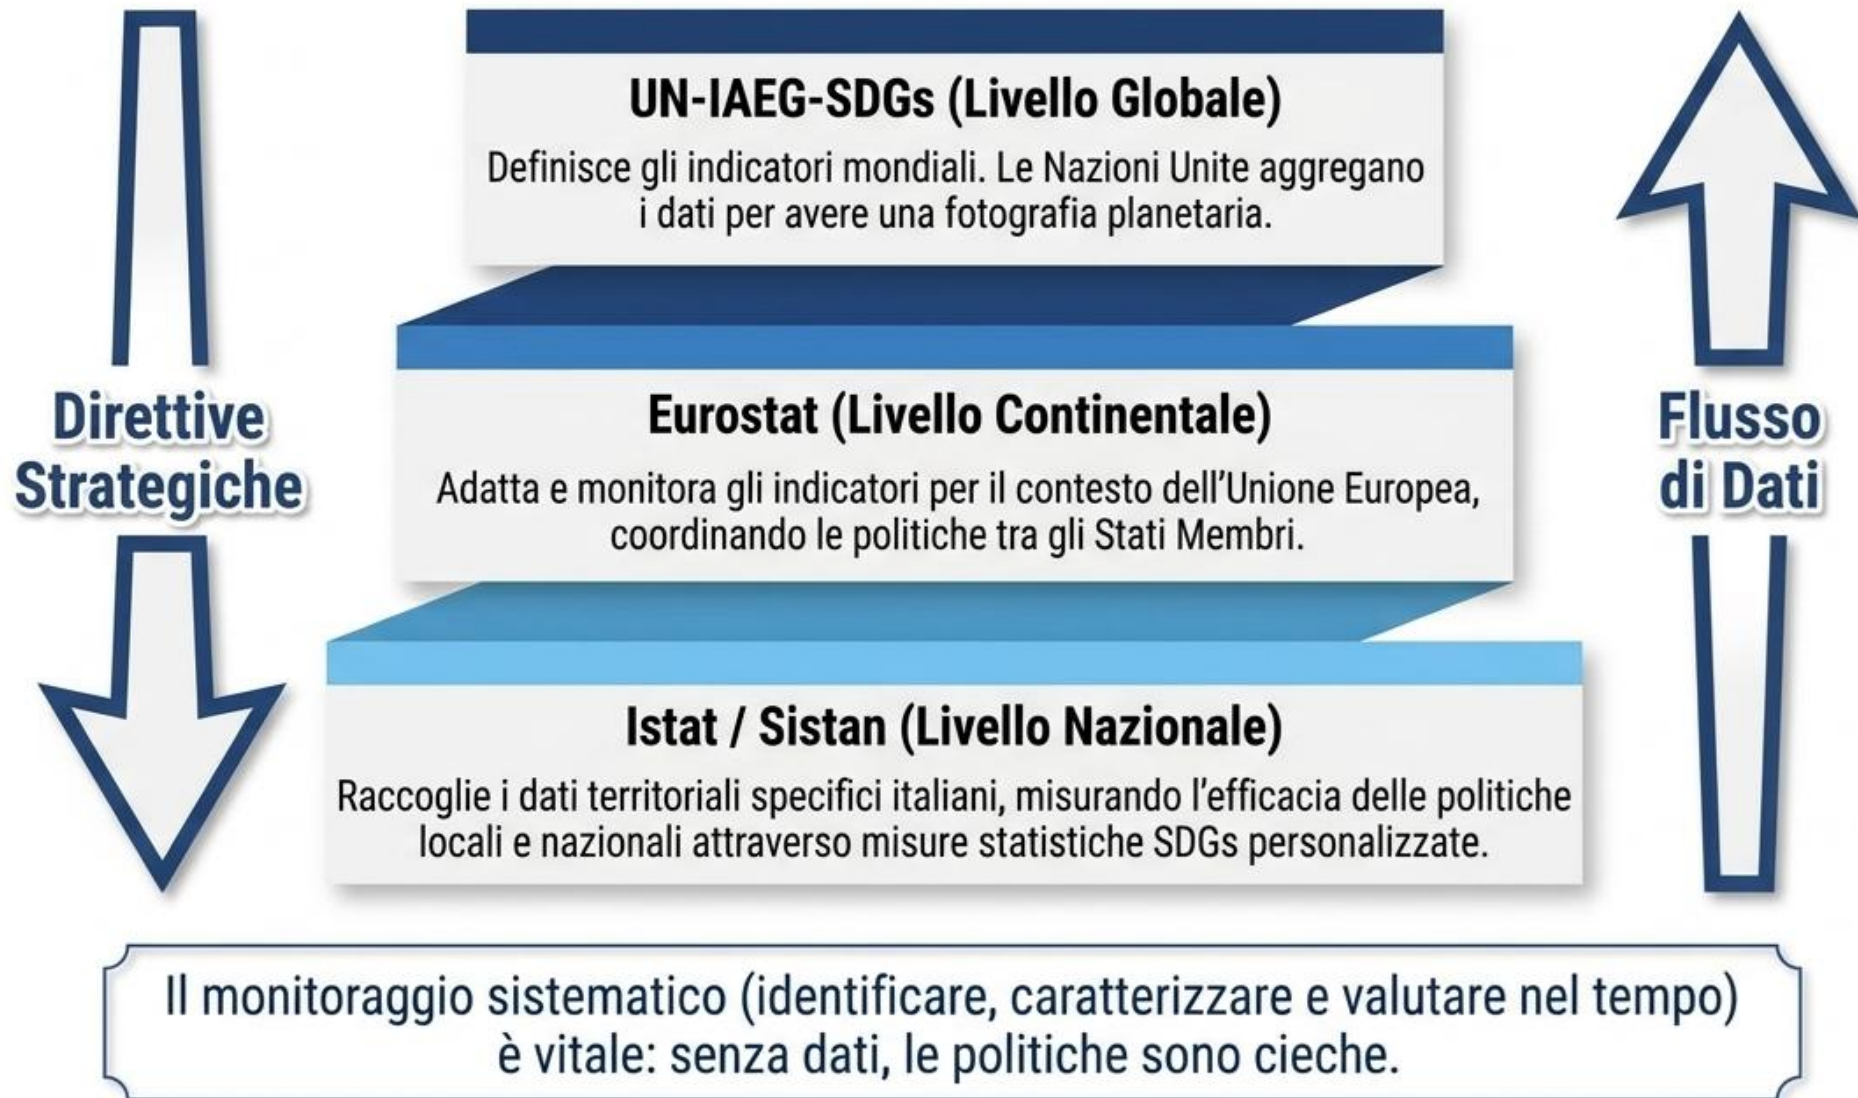 UN-IAEG-SDGs (Livello Globale)
Definisce gli indicatori mondiali. Le Nazioni Unite aggregano
i dati per avere una fotografia planetaria.
Direttive
Strategiche
Eurostat (Livello Continentale)
Adatta e monitora gli indicatori per il contesto dell'Unione Europea,
coordinando le politiche tra gli Stati Membri.
Flusso
di Dati
Istat / Sistan (Livello Nazionale)
Raccoglie i dati territoriali specifici italiani, misurando l'efficacia delle politiche
locali e nazionali attraverso misure statistiche SDGs personalizzate.
Il monitoraggio sistematico (identificare, caratterizzare e valutare nel tempo)
è vitale: senza dati, le politiche sono cieche.